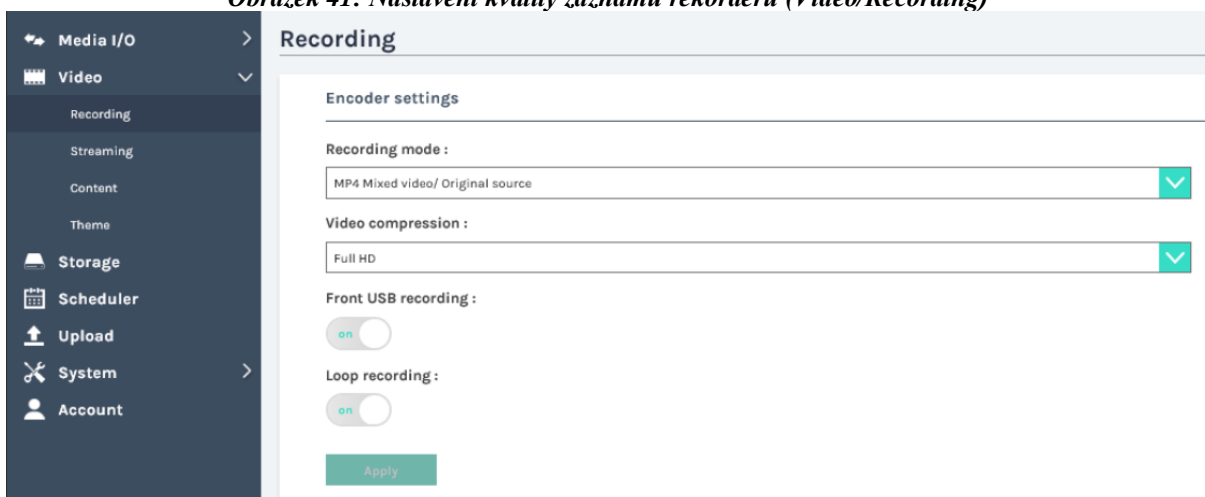 Obrázek 41: Nastavení kvality záznamu rekordéru (Video/Recording)
Media I/O
Video
Recording
Streaming
Content
Theme
Storage
Scheduler
Upload
System
Account
Recording
Encoder settings
Recording mode :
MP4 Mixed video/ Original source
Video compression :
Full HD
Front USB recording :
on
Loop recording :
on
Apply